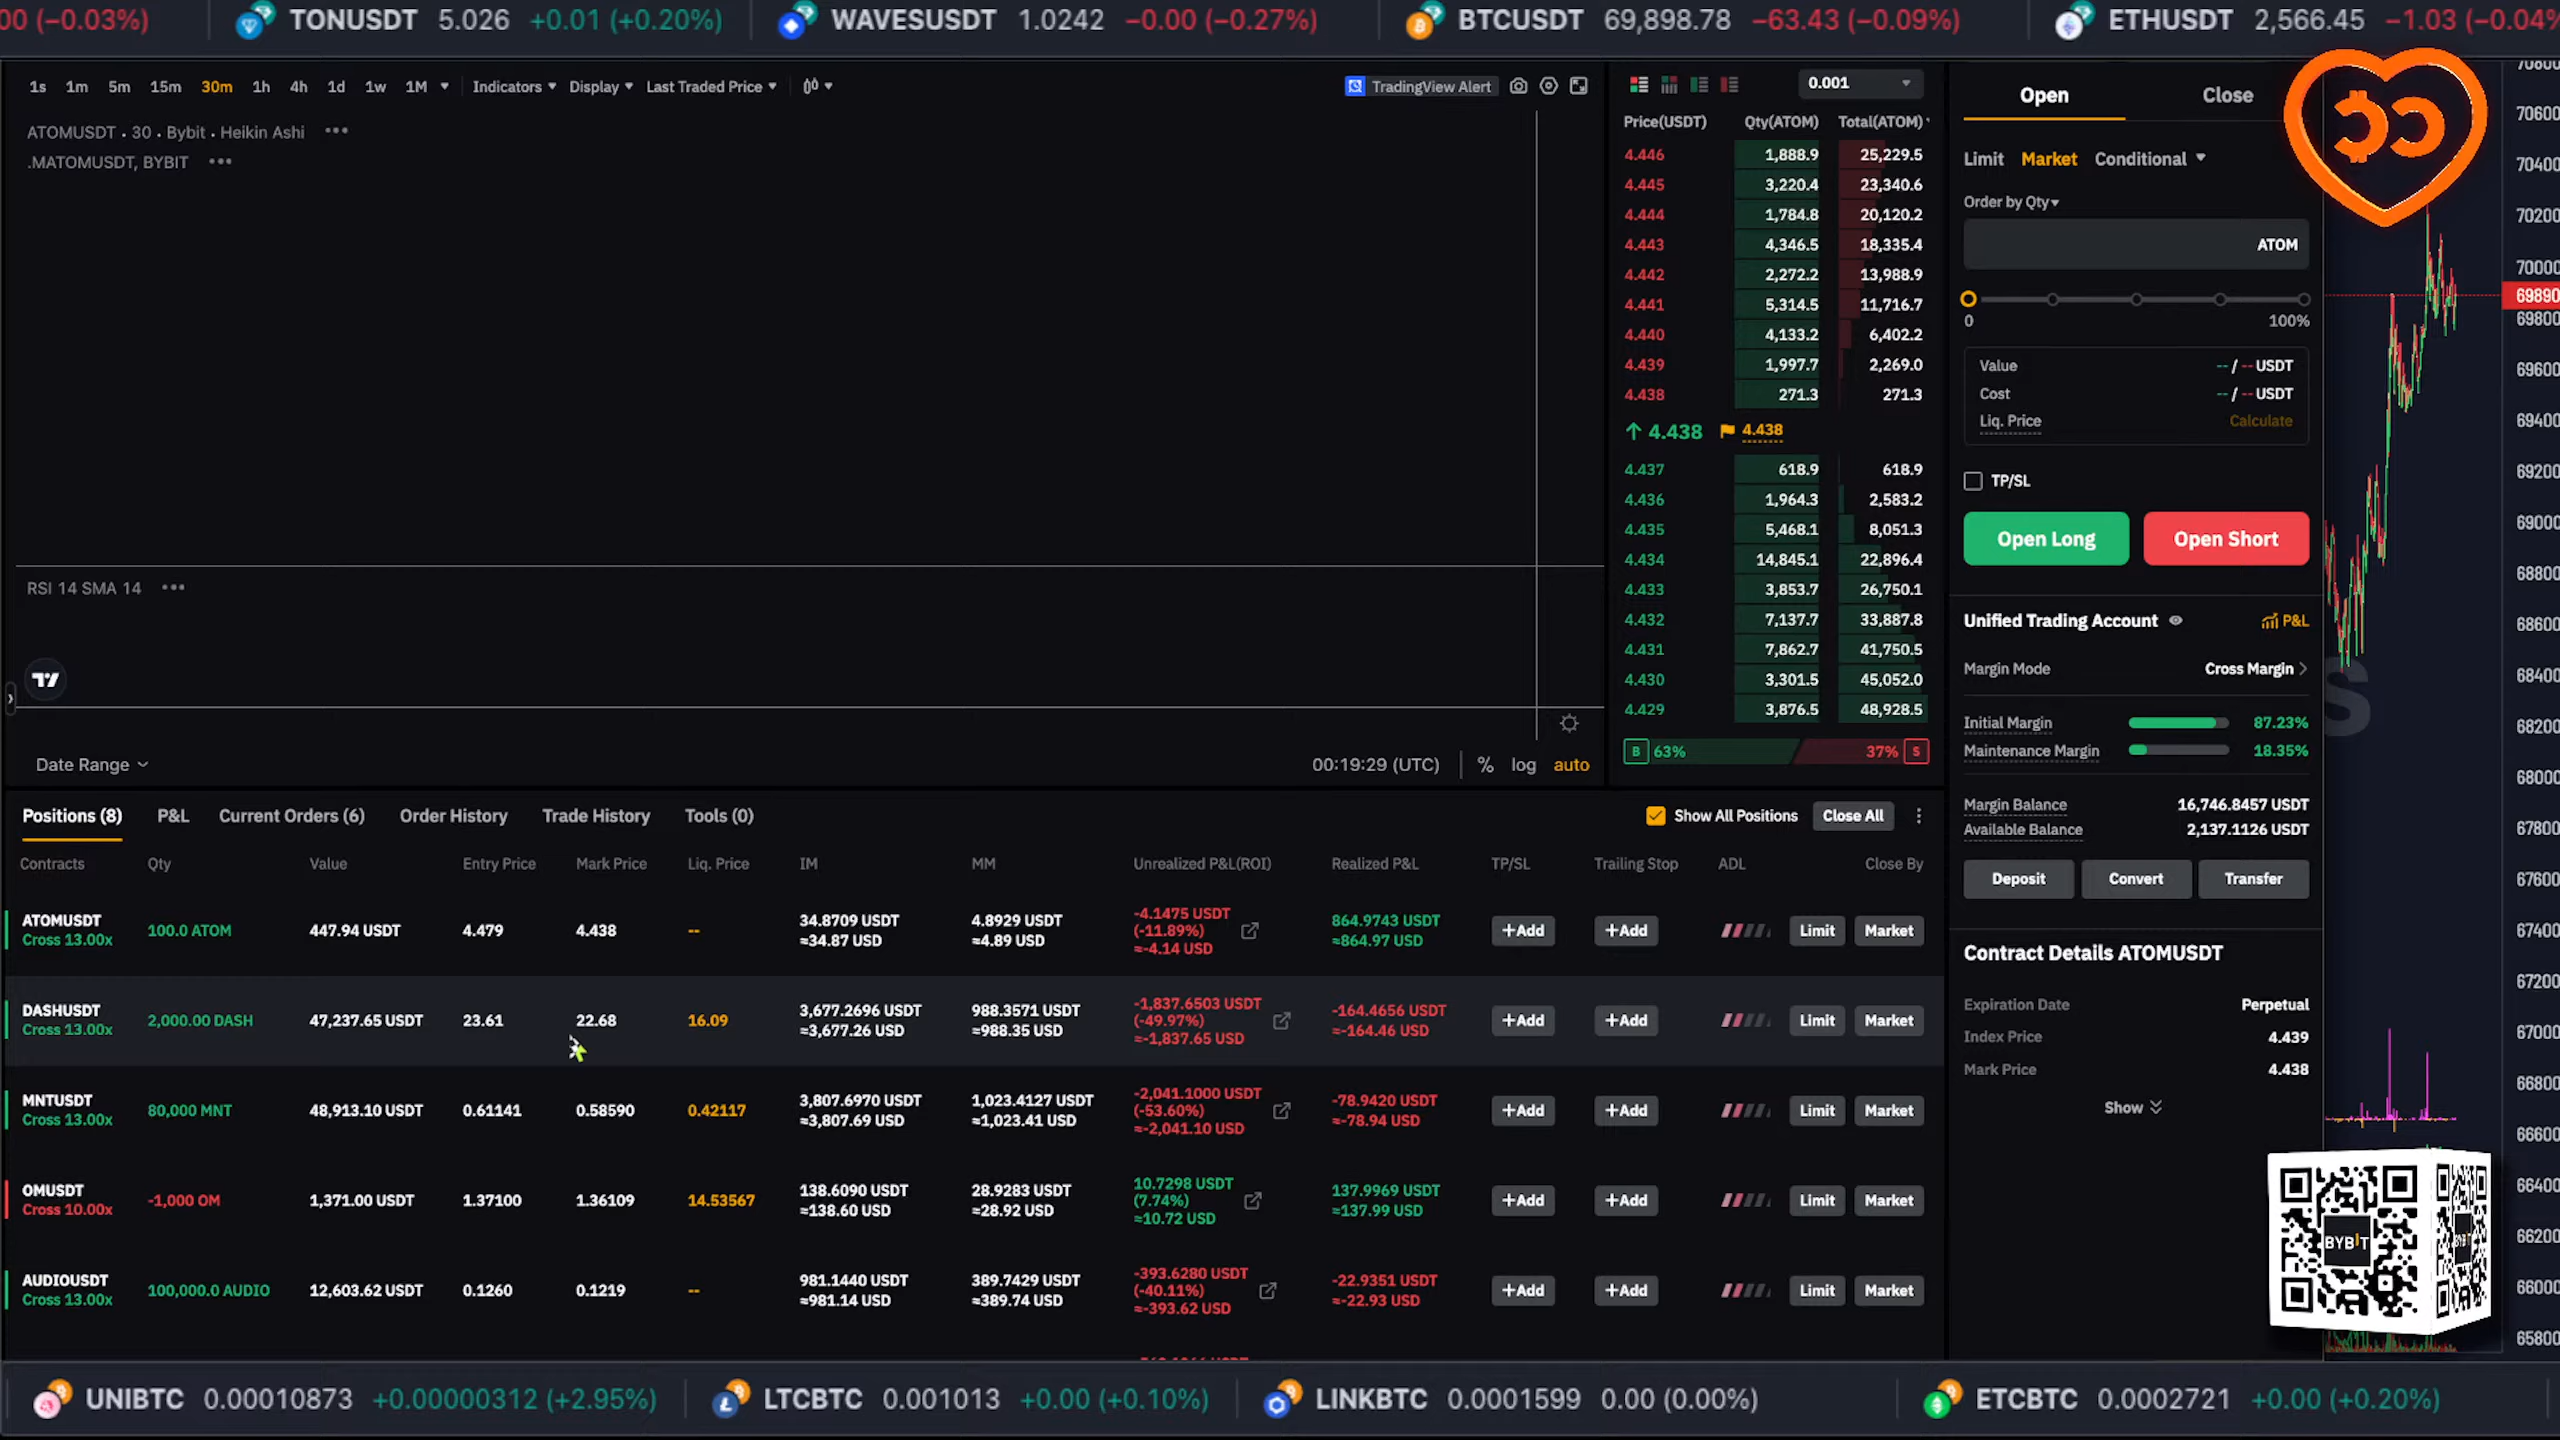 00 (−0.03%) TONUSDT 5.026 +0.01 (+0.20%) WAVESUSDT 1.0242 −0.00 (−0.27%) BTCUSDT 69,898.78 −63.43 (−0.09%) ETHUSDT 2,566.45 −1.03 (−0.04%
1s 1m 5m 15m 30m 1h 4h 1d 1w 1M Indicators Display Last Traded Price TradingView Alert
ATOMUSDT • 30 • Bybit • Heikin Ashi •••
.MATOMUSDT, BYBIT •••
RSI 14 SMA 14 •••
Date Range 00:19:29 (UTC) % log auto
0.001
Price(USDT) Qty(ATOM) Total(ATOM)
4.446 1,888.9 25,229.5
4.445 3,220.4 23,340.6
4.444 1,784.8 20,120.2
4.443 4,346.5 18,335.4
4.442 2,272.2 13,988.9
4.441 5,314.5 11,716.7
4.440 4,133.2 6,402.2
4.439 1,997.7 2,269.0
4.438 271.3 271.3
↑ 4.438 4.438
4.437 618.9 618.9
4.436 1,964.3 2,583.2
4.435 5,468.1 8,051.3
4.434 14,845.1 22,896.4
4.433 3,853.7 26,750.1
4.432 7,137.7 33,887.8
4.431 7,862.7 41,750.5
4.430 3,301.5 45,052.0
4.429 3,876.5 48,928.5
B 63% 37% S
Open Close
Limit Market Conditional
Order by Qty
ATOM
0 100%
Value --/--USDT
Cost --/--USDT
Liq. Price Calculate
TP/SL
Open Long Open Short
Unified Trading Account P&L
Margin Mode Cross Margin
Initial Margin 87.23%
Maintenance Margin 18.35%
Margin Balance 16,746.8457 USDT
Available Balance 2,137.1126 USDT
Deposit Convert Transfer
Contract Details ATOMUSDT
Expiration Date Perpetual
Index Price 4.439
Mark Price 4.438
Show
Positions (8) P&L Current Orders (6) Order History Trade History Tools (0) Show All Positions Close All
Contracts Qty Value Entry Price Mark Price Liq. Price IM MM Unrealized P&L(ROI) Realized P&L TP/SL Trailing Stop ADL Close By
ATOMUSDT 100.0 ATOM 447.94 USDT 4.479 4.438 -- 34.8709 USDT 4.8929 USDT -4.1475 USDT 864.9743 USDT +Add +Add Limit Market
Cross 13.00x ≈34.87 USD ≈4.89 USD (-11.89%) ≈864.97 USD
≈-4.14 USD
DASHUSDT 2,000.00 DASH 47,237.65 USDT 23.61 22.68 16.09 3,677.2696 USDT 988.3571 USDT -1,837.6503 USDT -164.4656 USDT +Add +Add Limit Market
Cross 13.00x ≈3,677.26 USD ≈988.35 USD (-49.97%) ≈-164.46 USD
≈-1,837.65 USD
MNTUSDT 80,000 MNT 48,913.10 USDT 0.61141 0.58590 0.42117 3,807.6970 USDT 1,023.4127 USDT -2,041.1000 USDT -78.9420 USDT +Add +Add Limit Market
Cross 13.00x ≈3,807.69 USD ≈1,023.41 USD (-53.60%) ≈-78.94 USD
≈-2,041.10 USD
OMUSDT -1,000 OM 1,371.00 USDT 1.37100 1.36109 14.53567 138.6090 USDT 28.9283 USDT 10.7298 USDT 137.9969 USDT +Add +Add Limit Market
Cross 10.00x ≈138.60 USD ≈28.92 USD (7.74%) ≈137.99 USD
≈10.72 USD
AUDIOUSDT 100,000.0 AUDIO 12,603.62 USDT 0.1260 0.1219 -- 981.1440 USDT 389.7429 USDT -393.6280 USDT -22.9351 USDT +Add +Add Limit Market
Cross 13.00x ≈981.14 USD ≈389.74 USD (-40.11%) ≈-22.93 USD
≈-393.62 USD
70600
70400
70200
70000
69890
69800
69600
69400
69200
69000
68800
68600
68400
68200
68000
67800
67600
67400
67200
67000
66800
66600
66400
66200
66000
65800
s
BYBIT
UNIBTC 0.00010873 +0.00000312 (+2.95%) LTCBTC 0.001013 +0.00 (+0.10%) LINKBTC 0.0001599 0.00 (0.00%) ETCBTC 0.0002721 +0.00 (+0.20%)